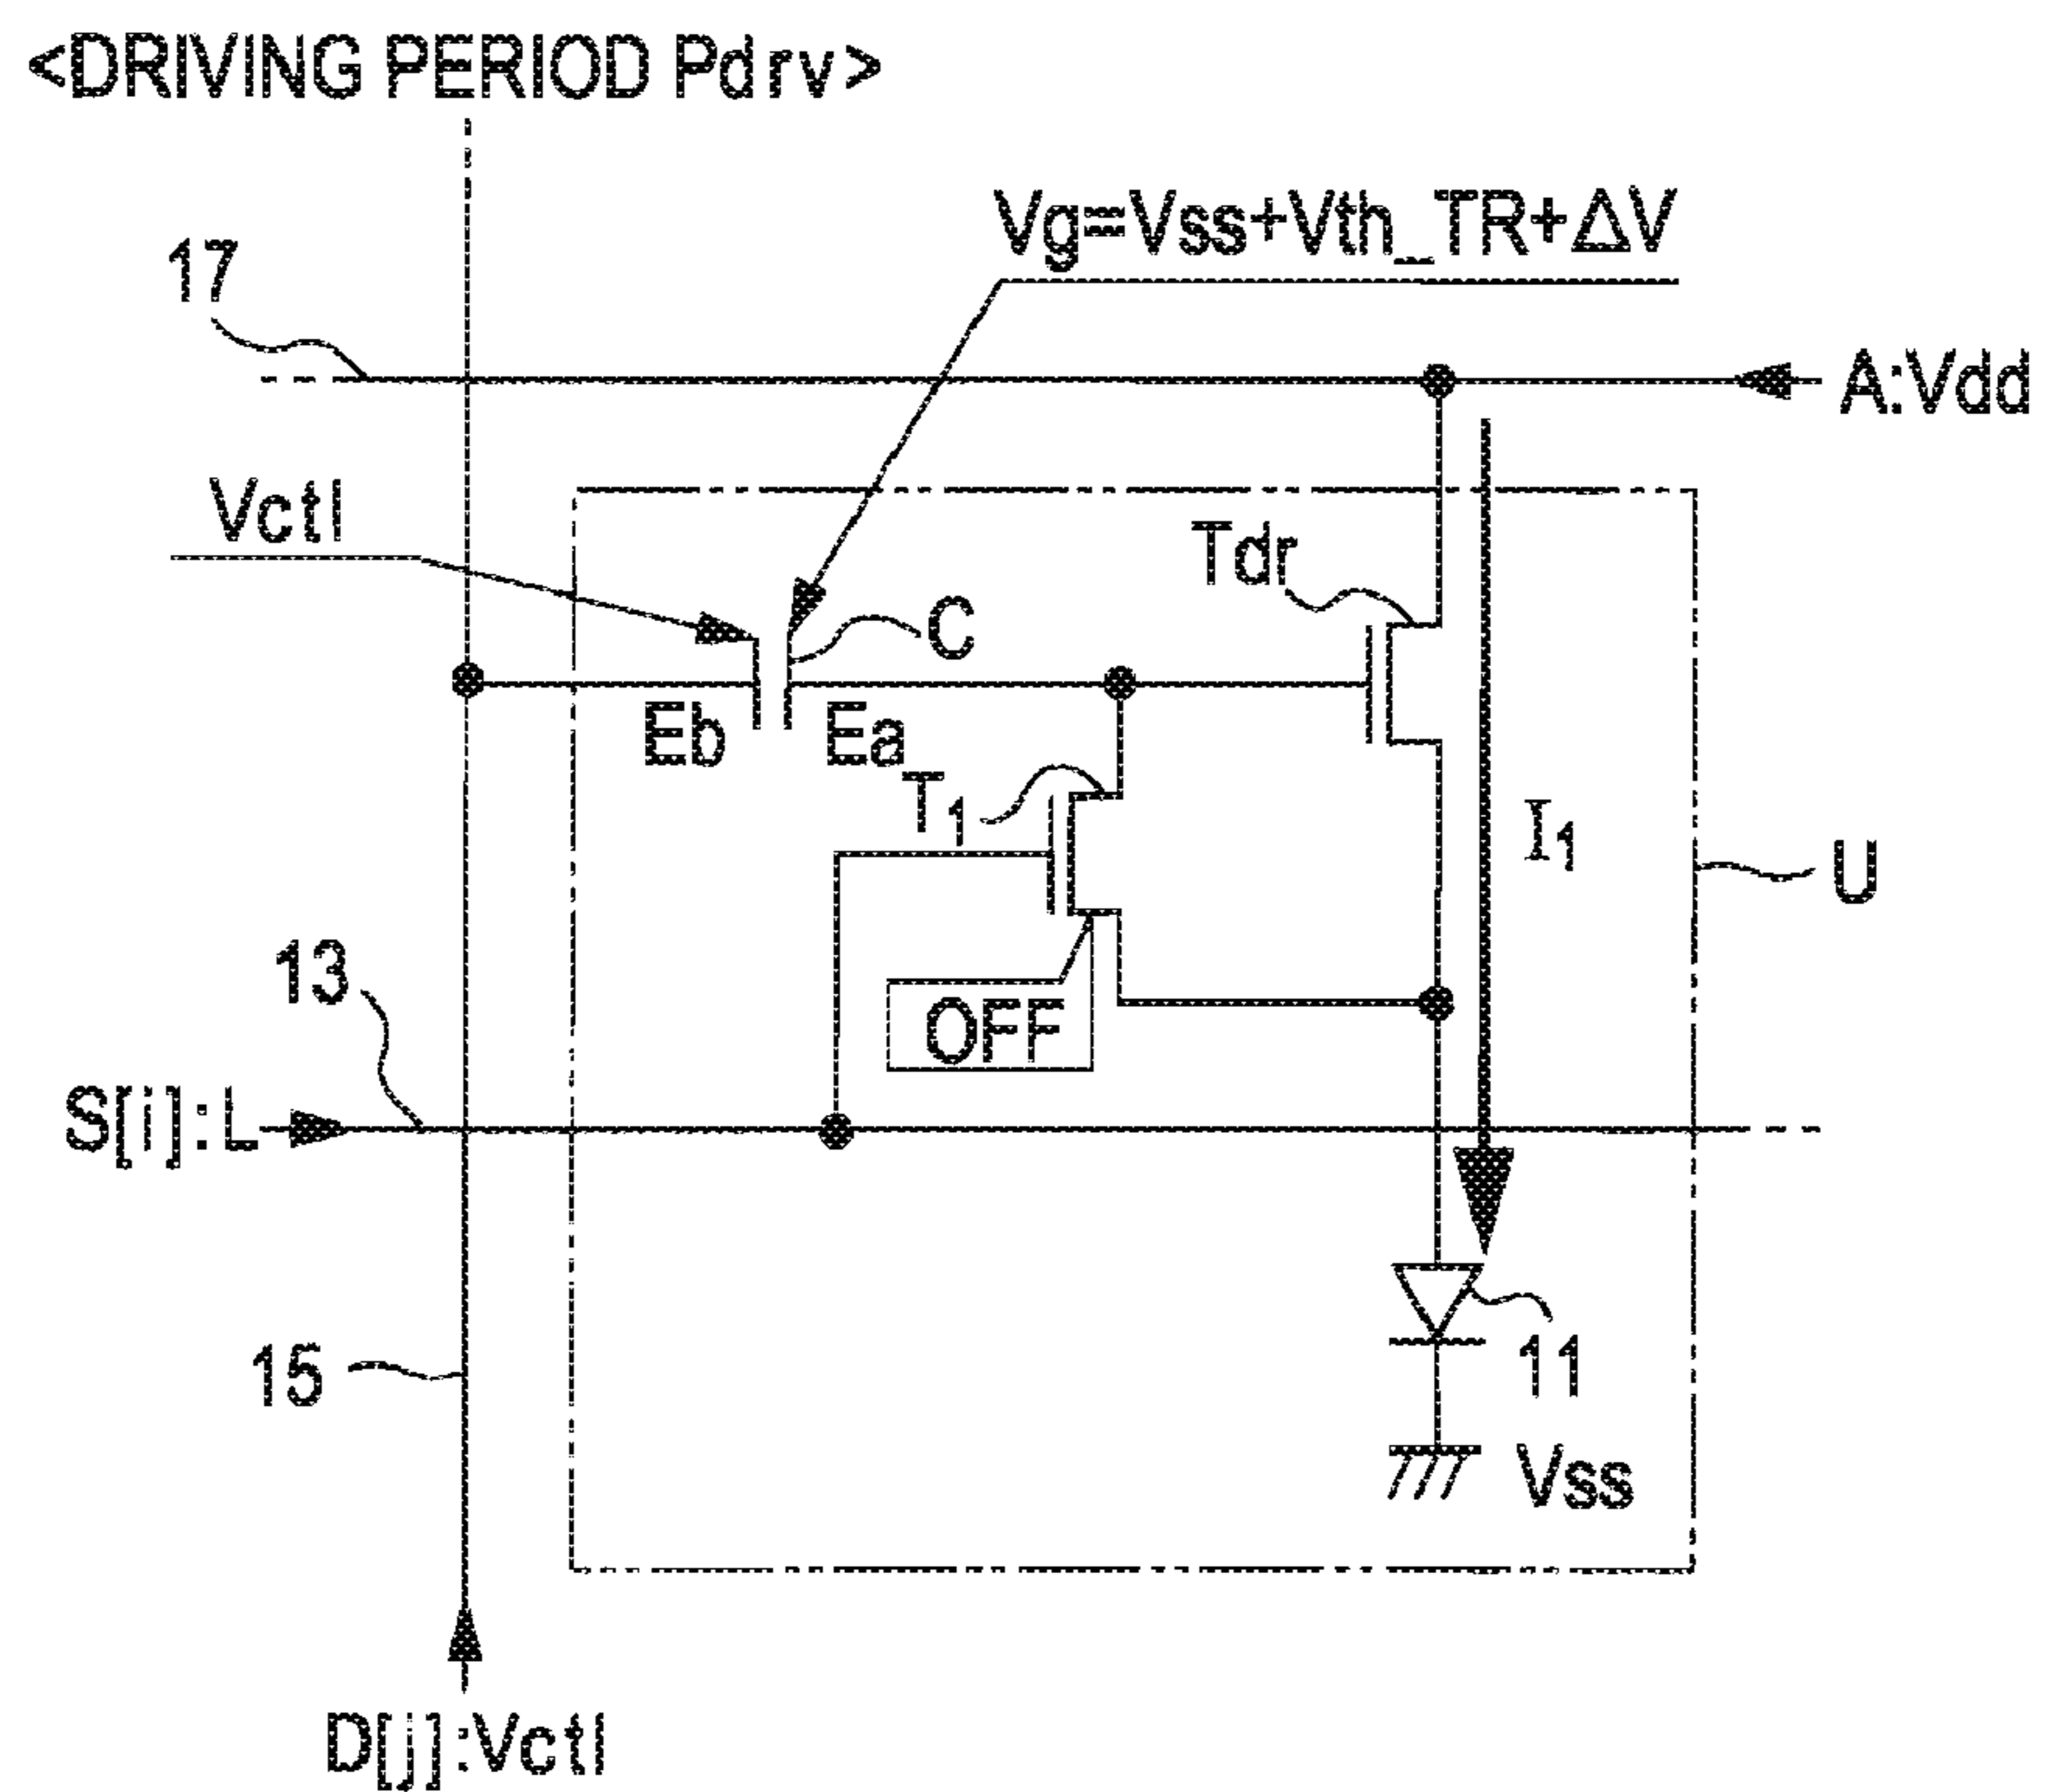 <DRIVING PERIOD Pdrv>
Vg=Vss+Vth_TR+ΔV
17
A:Vdd
Vctl
Tdr
C
Eb
Ea
T1
I1
U
13
OFF
S[i]:L
15
11
Vss
D[j]:Vctl